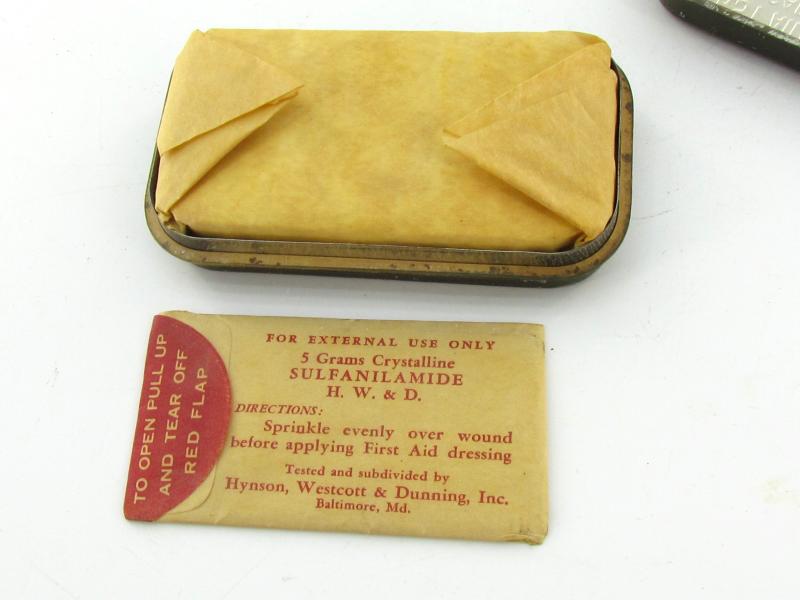 TO OPEN PULL UP
AND TEAR OFF
RED FLAP
FOR EXTERNAL USE ONLY
5 Grams Crystalline
SULFANILAMIDE
H. W. & D.
DIRECTIONS:
Sprinkle evenly over wound
before applying First Aid dressing
Tested and subdivided by
Hynson, Westcott & Dunning, Inc.
Baltimore, Md.